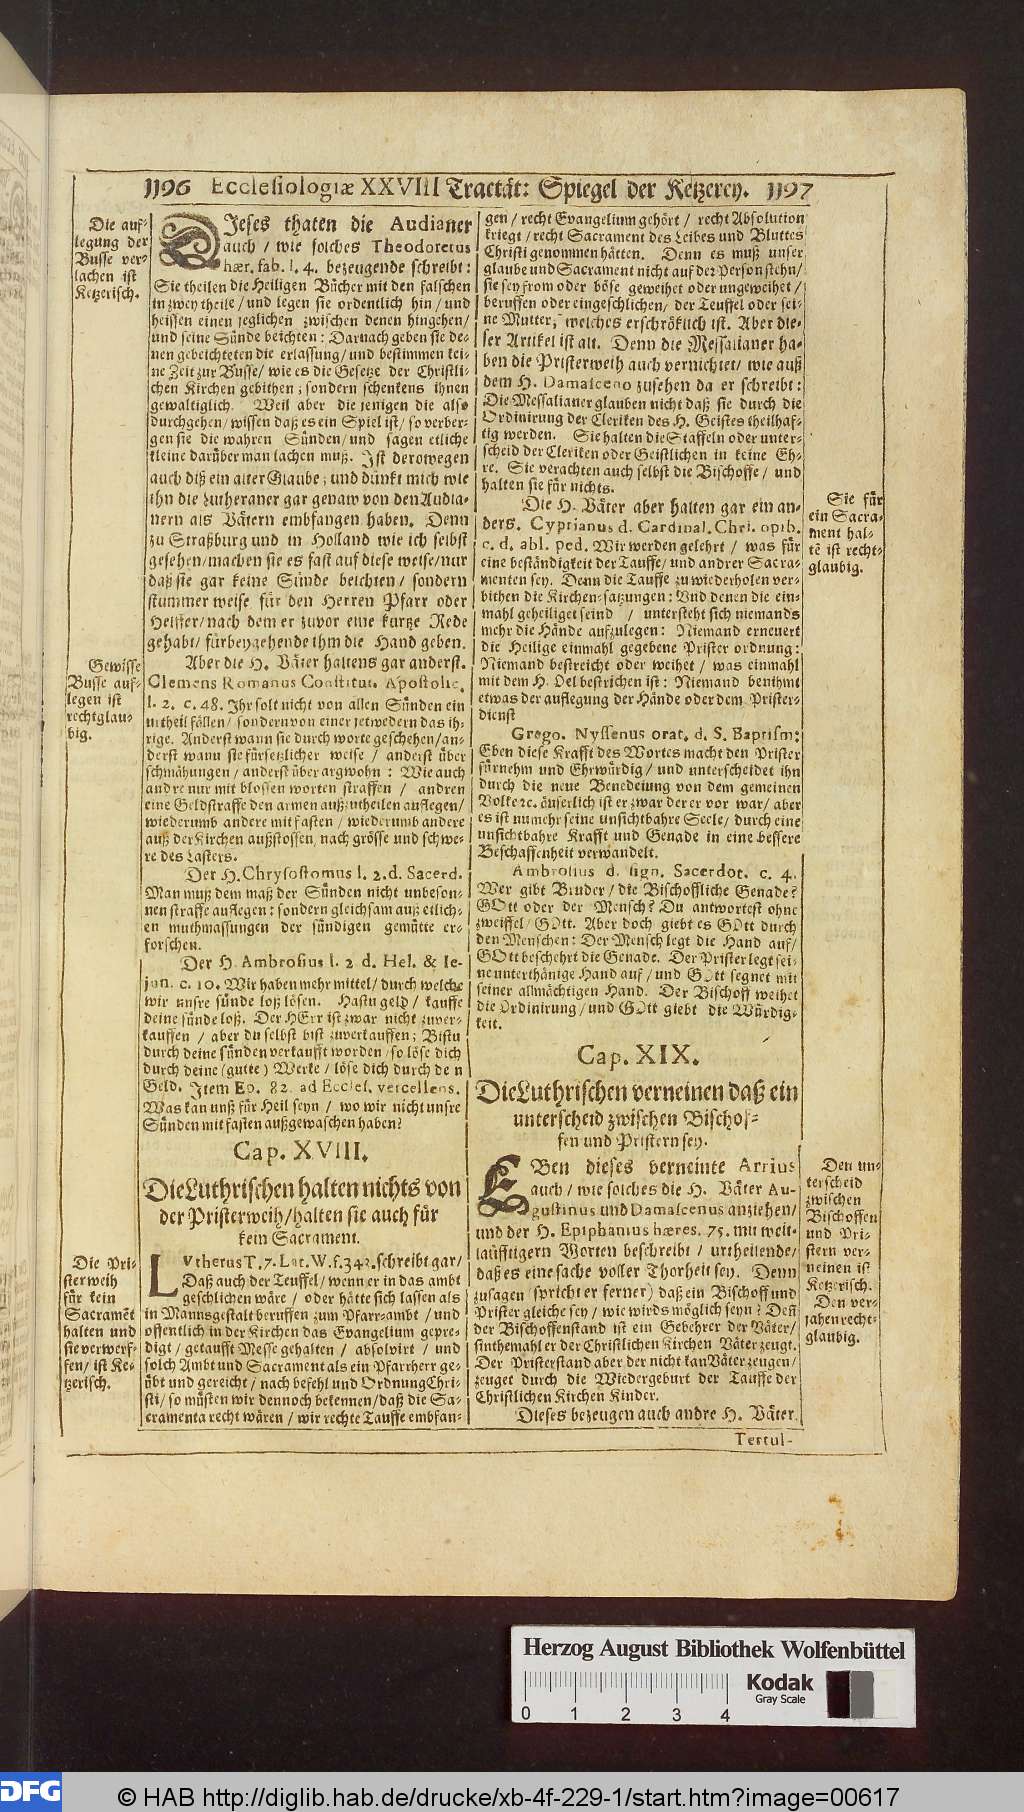 1196 Ecclesiologiæ XXVIII Tractät: Spiegel der Ketzerey. 1197
Die auf-
legung der
Busse ver-
lachen ist
Ketzerisch.
DIeses thaten die Audianer
auch / wie solches Theodoretus
hær. fab. l. 4. bezeugende schreibt:
Sie theilen die Heiligen Bücher mit den falschen
in zwey theile / und legen sie ordentlich hin / und
heissen einen jeglichen zwischen denen hingehen /
und seine Sünde beichten: Darnach geben sie de-
nen gebeichteten die erlassung / und bestimmen kei-
ne Zeit zur Busse / wie es die Gesetze der Christli-
chen Kirchen gebithen; sondern schenkens ihnen
gewaltiglich. Weil aber die jenigen die also
durchgehen / wissen daß es ein Spiel ist / so verber-
gen sie die wahren Sünden / und sagen etliche
kleine darüber man lachen muß. Ist derowegen
auch diß ein alter Glaube; und dünkt mich wie
ihn die Lutheraner gar genaw von den Audia-
nern als Vätern embfangen haben. Denn
zu Straßburg und in Holland wie ich selbst
gesehen / machen sie es fast auf diese weise / nur
daß sie gar keine Sünde beichten / sondern
stummer weise für den Herren Pfarr oder
Helffer / nach dem er zuvor eine kurtze Rede
gehabt / fürbeygehende ihm die Hand geben.
Gewisse
Busse auf-
legen ist
rechtglau-
big.
Aber die H. Väter haltens gar anderst.
Clemens Romanus Constitut. Apostolic.
l. 2. c. 48. Ihr solt nicht von allen Sünden ein
urtheil fällen / sondern von einer jetwedern das ih-
rige. Anderst wann sie durch worte geschehen / an-
derst wann sie fürsetzlicher weise / anderst über
schmähungen / anderst über argwohn: Wie auch
andre nur mit blossen worten straffen / andren
eine Geldstraffe den armen außzutheilen auflegen /
wiederumb andere mit fasten / wiederumb andere
auß der Kirchen außstossen, nach grösse und schwe-
re des Lasters.
Der H. Chrysostomus l. 2. d. Sacerd.
Man muß dem maß der Sünden nicht unbeson-
nen straffe auflegen: sondern gleichsam auß etlich-
en muthmassungen der sündigen gemütte er-
forschen.
Der H. Ambrosius l. 2 d. Hel. & Ie-
jun. c. 10. Wir haben mehr mittel / durch welche
wir unsre sünde loß lösen. Hastu geld / kauffe
deine sünde loß. Der HErr ist zwar nicht zuver-
kauffen / aber du selbst bist zuverkauffen; Bistu
durch deine sünden verkaufft worden / so löse dich
durch deine (gutte) Werke / löse dich durch de n
Geld. Item Ep. 82. ad Eccles. vercellens.
Was kan unß für Heil seyn / wo wir nicht unsre
Sünden mit fasten außgewaschen haben?
Cap. XVIII.
Die Luthrischen halten nichts von
der Pristerweih / halten sie auch für
kein Sacrament.
Die Pri-
sterweih
für kein
Sacramēt
halten und
sie verwerf-
fen / ist Ke-
tzerisch.
LVtherus T. 7. Lat. W. f. 342. schreibt gar /
Daß auch der Teuffel / wenn er in das ambt
geschlichen wäre / oder hätte sich lassen als
in Mannsgestalt beruffen zum Pfarr-ambt / und
offentlich in der Kirchen das Evangelium gepre-
digt / getaufft Messe gehalten / absolvirt / und
solch Ambt und Sacrament als ein Pfarrherr ge-
übt und gereicht / nach befehl und Ordnung Chri-
sti / so müsten wir dennoch bekennen / daß die Sa-
cramenta recht wären / wir rechte Tauffe embfan-
gen / recht Evangelium gehört / recht Absolution
kriegt / recht Sacrament des Leibes und Bluttes
Christi genommen hätten. Denn es muß unser
glaube und Sacrament nicht auf der Person stehn /
sie sey from oder böse geweihet oder ungeweihet /
beruffen oder eingeschlichen / der Teuffel oder sei-
ne Mutter, welches erschröklich ist. Aber die-
ser Artikel ist alt. Denn die Messalianer ha-
ben die Pristerweih auch vernichtet / wie auß
dem H. Damasceno zusehen da er schreibt:
Die Messalianer glauben nicht daß sie durch die
Ordinirung der Cleriken des H. Geistes theilhaf-
tig werden. Sie halten die Staffeln oder unter-
scheid der Cleriken oder Geistlichen in keine Eh-
re. Sie verachten auch selbst die Bischoffe / und
halten sie für nichts.
Sie für
ein Sacra-
ment hal-
tē ist recht-
glaubig.
Die H. Väter aber halten gar ein an-
ders. Cyprianus d. Cardinal. Chri. opib.
c. d. abl. ped. Wir werden gelehrt / was für
eine beständigkeit der Tauffe / und andrer Sacra-
menten sey. Denn die Tauffe zu wiederholen ver-
bithen die Kirchen-satzungen: Und denen die ein-
mahl geheiliget seind / untersteht sich niemands
mehr die Hände aufzulegen: Niemand erneuert
die Heilige einmahl gegebene Prister ordnung:
Niemand bestreicht oder weihet / was einmahl
mit dem H. Oel bestrichen ist: Niemand benihmt
etwas der auflegung der Hände oder dem Prister-
dienst
Grego. Nyssenus orat. d. S. Baptism:
Eben diese Krafft des Wortes macht den Prister
fürnehm und Ehrwürdig / und unterscheidet ihn
durch die neue Benedeiung von dem gemeinen
Volk &c. äuserlich ist er zwar der er vor war / aber
es ist numehr seine unsichtbahre Seele / durch eine
unsichtbahre Krafft und Genade in eine bessere
Beschaffenheit verwandelt.
Ambrosius d. sign. Sacerdot. c. 4.
Wer gibt Bruder / die Bischoffliche Genade?
GOtt oder der Mensch? Du antwortest ohne
zweiffel / GOtt. Aber doch giebt es GOtt durch
den Menschen: Der Mensch legt die Hand auf /
GOtt beschehrt die Genade. Der Prister legt sei-
ne unterthänige Hand auf / und GOtt segnet mit
seiner allmächtigen Hand. Der Bischoff weihet
die Ordinirung / und GOtt giebt die Würdig-
keit.
Cap. XIX.
Die Luthrischen verneinen daß ein
unterscheid zwischen Bischof-
fen und Pristern sey.
Den un-
terscheid
zwischen
Bischoffen
und Pri-
stern ver-
neinen ist
Ketzerisch.
Den ver-
jahen recht-
glaubig.
EBen dieses verneinte Arrius
auch / wie solches die H. Väter Au-
gustinus und Damascenus anziehen /
und der H. Epiphanius hæres. 75. mit weit-
läufftigern Worten beschreibt / urtheilende /
daß es eine sache voller Thorheit sey. Denn
zusagen (spricht er ferner) daß ein Bischoff und
Prister gleiche sey / wie wirds möglich seyn? Deñ
der Bischoffenstand ist ein Gebehrer der Väter /
sinthemahl er der Christlichen Kirchen Väter zeugt.
Der Pristerstand aber der nicht kan Väter zeugen /
zeuget durch die Wiedergeburt der Tauffe der
Christlichen Kirchen Kinder.
Dieses bezeugen auch andre H. Väter.
Tertul-
Herzog August Bibliothek Wolfenbüttel
Kodak
Gray Scale
0 1 2 3 4
DFG
© HAB http://diglib.hab.de/drucke/xb-4f-229-1/start.htm?image=00617